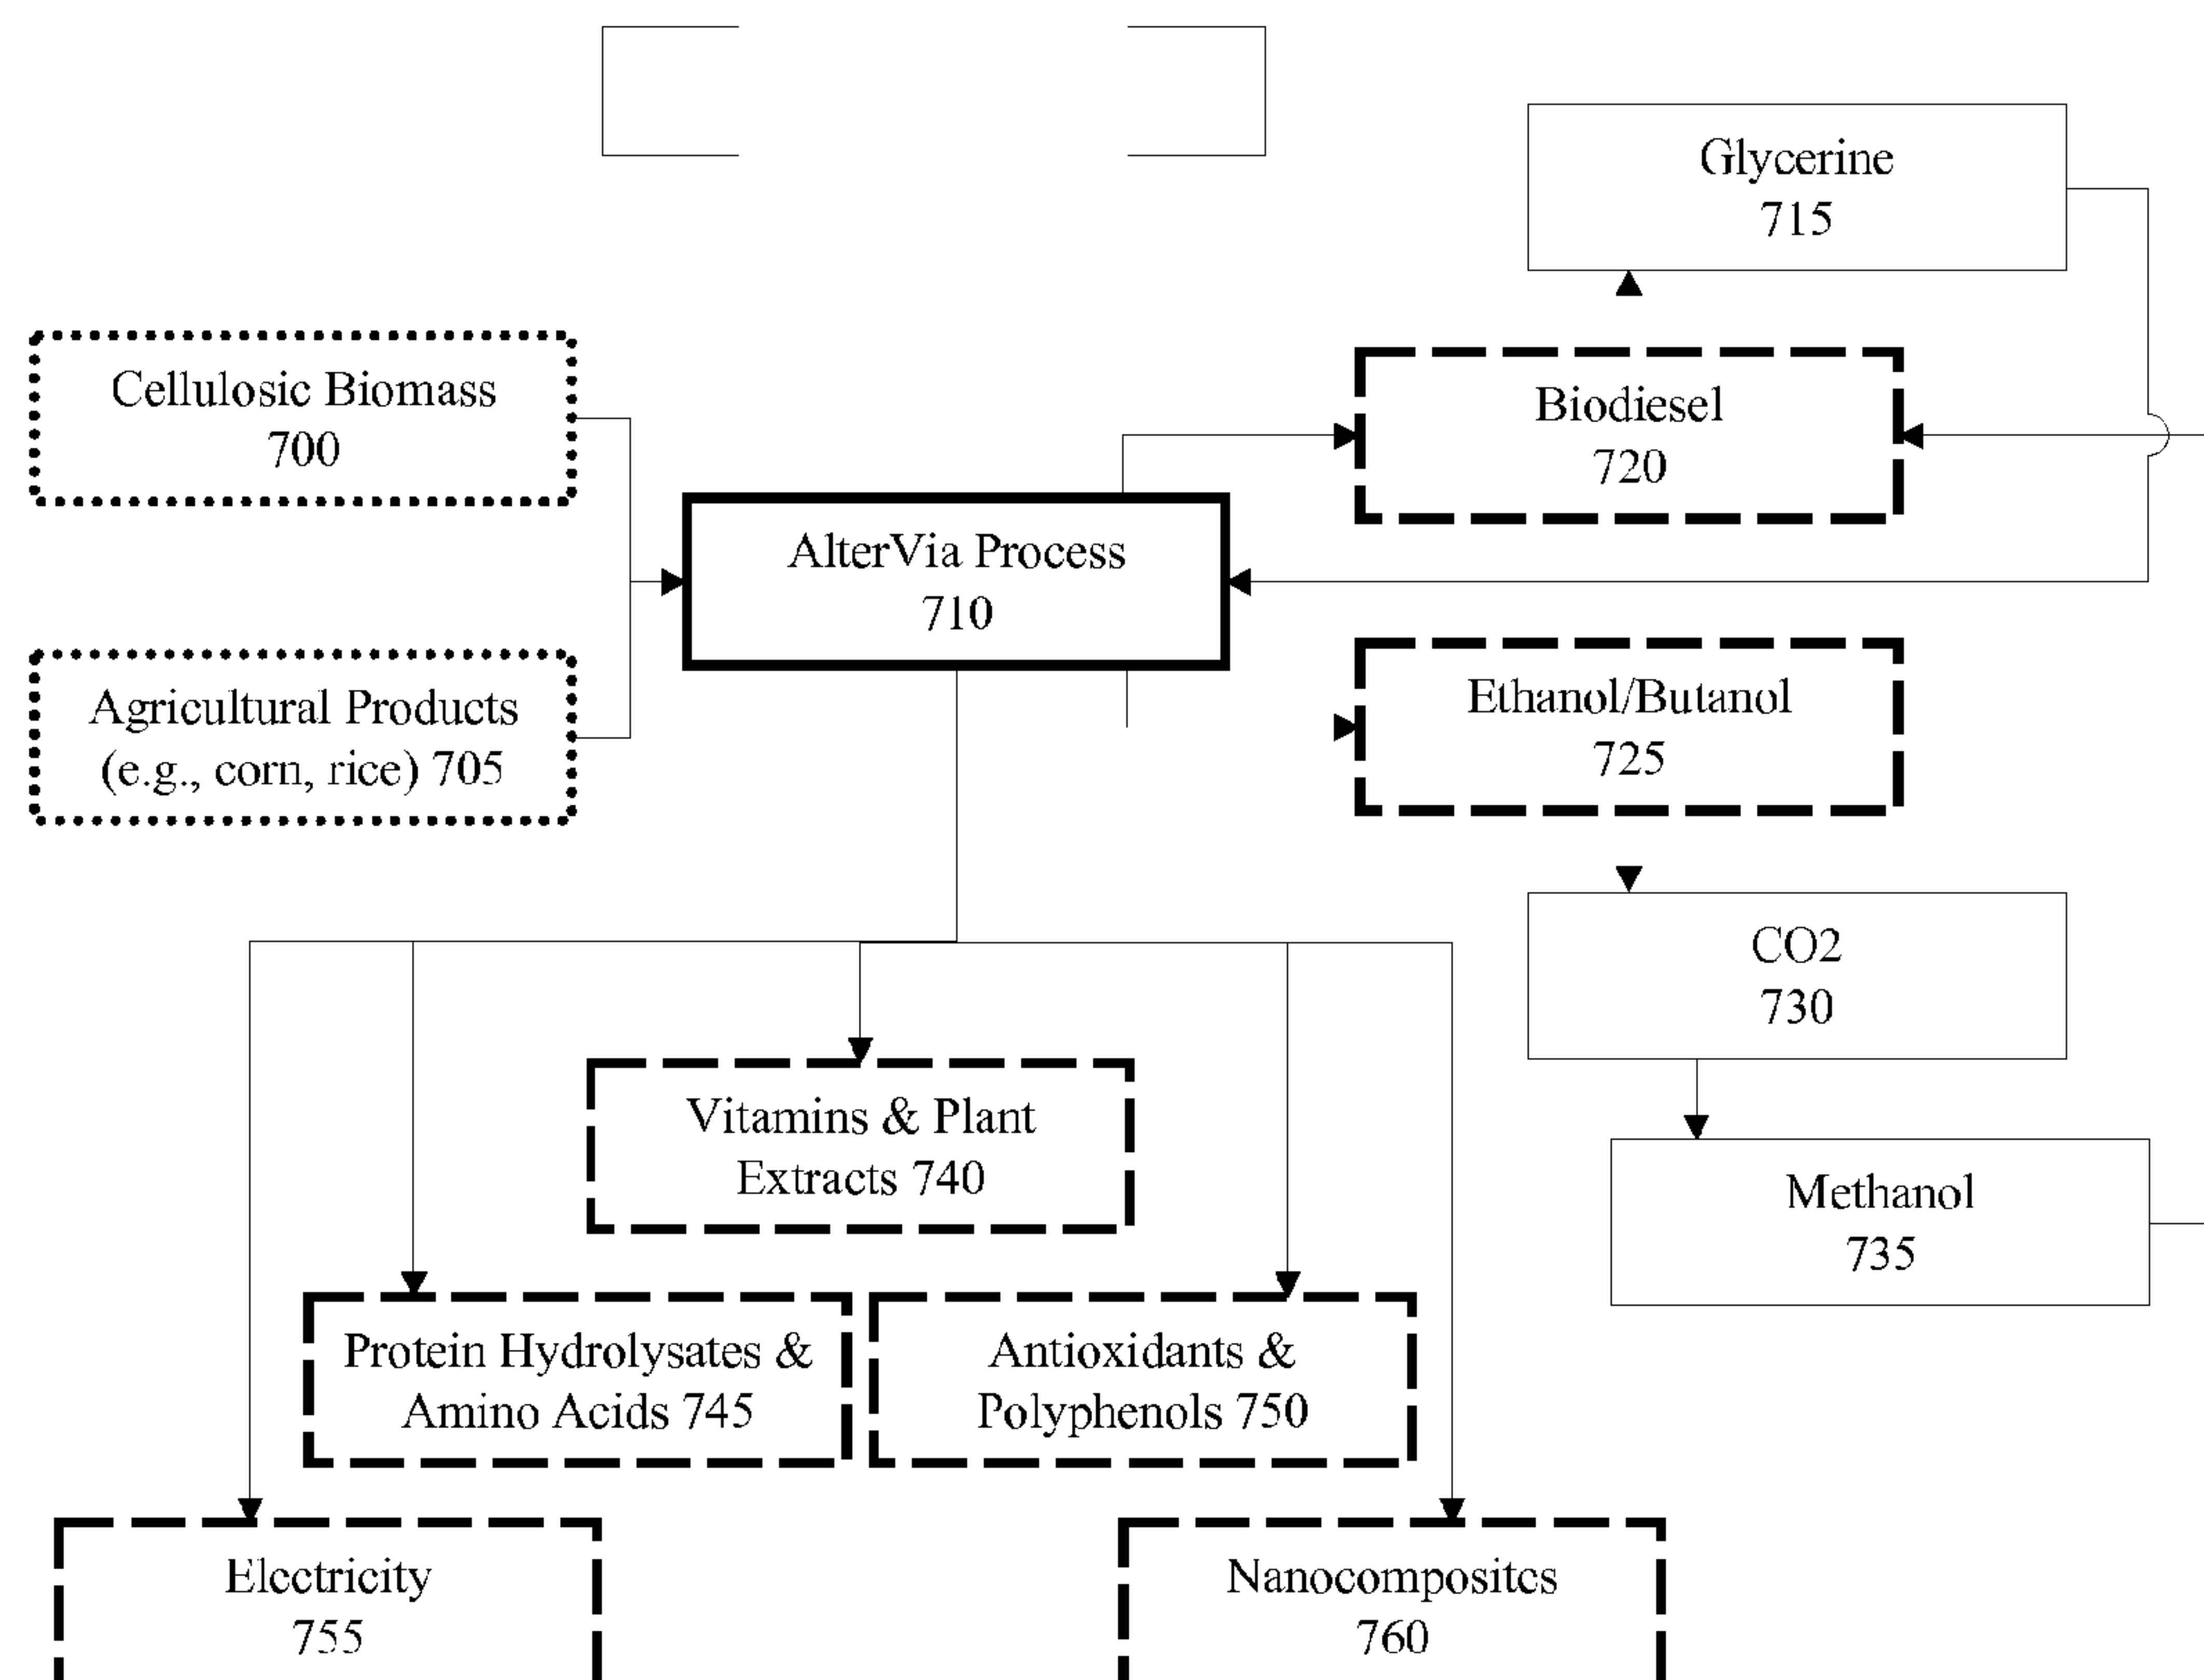 Glycerine
715
Cellulosic Biomass
700
Biodiesel
720
AlterVia Process
710
Agricultural Products
(e.g., corn, rice) 705
Ethanol/Butanol
725
CO2
730
Vitamins & Plant
Extracts 740
Methanol
735
Protein Hydrolysates &
Amino Acids 745
Antioxidants &
Polyphenols 750
Electricity
755
Nanocomposites
760